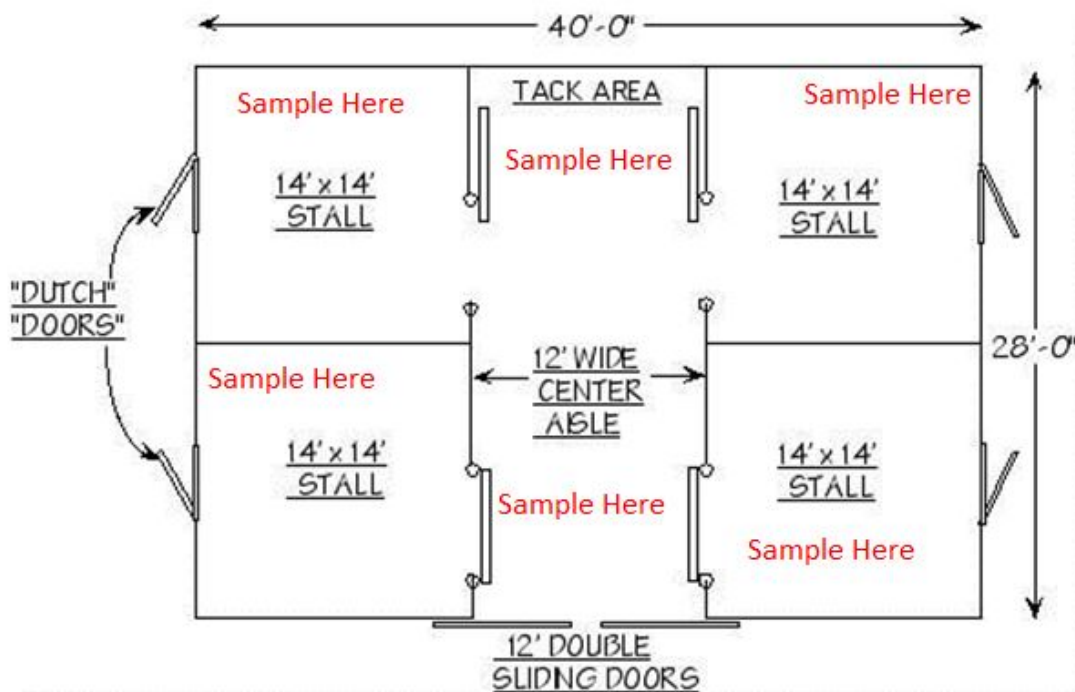 40'-0"
Sample Here
TACK AREA
Sample Here
Sample Here
14' x 14'
STALL
14' x 14'
STALL
"DUTCH"
"DOORS"
28'-0"
Sample Here
12' WIDE
CENTER
AISLE
14' x 14'
STALL
14' x 14'
STALL
Sample Here
Sample Here
12' DOUBLE
SLIDING DOORS